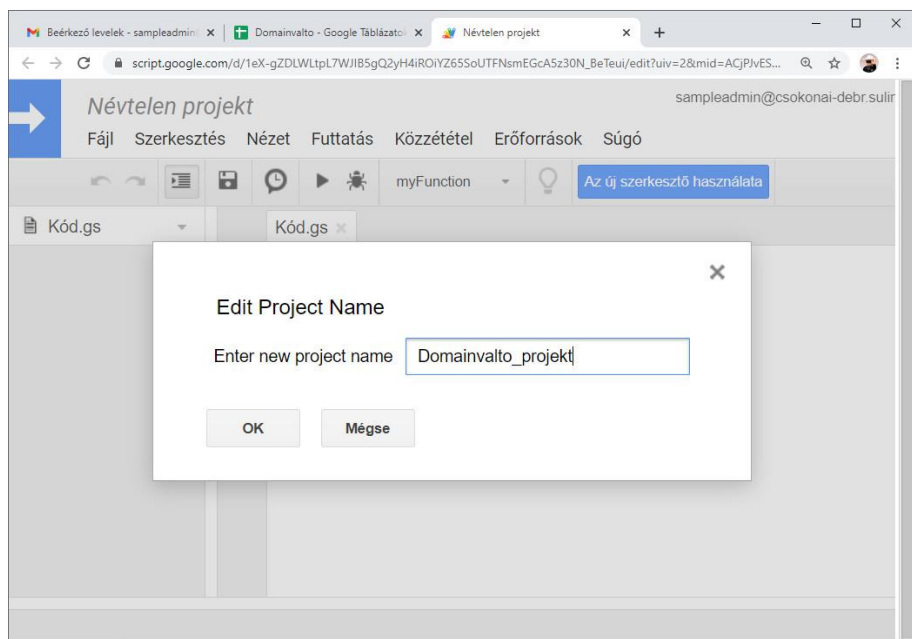 Beérkező levelek - sampleadmin Domainvalto - Google Táblázato Névtelen projekt
script.google.com/d/1eX-gZDLWLtpL7WJIB5gQ2yH4iROiYZ65SoUTFNsmEGcA5z30N_BeTeui/edit?uiv=2&mid=ACjPJvES...
Névtelen projekt sampleadmin@csokonai-debr.sulin
Fájl Szerkesztés Nézet Futtatás Közzététel Erőforrások Súgó
myFunction Az új szerkesztő használata
Kód.gs Kód.gs
Edit Project Name
Enter new project name Domainvalto_projekt
OK Mégse